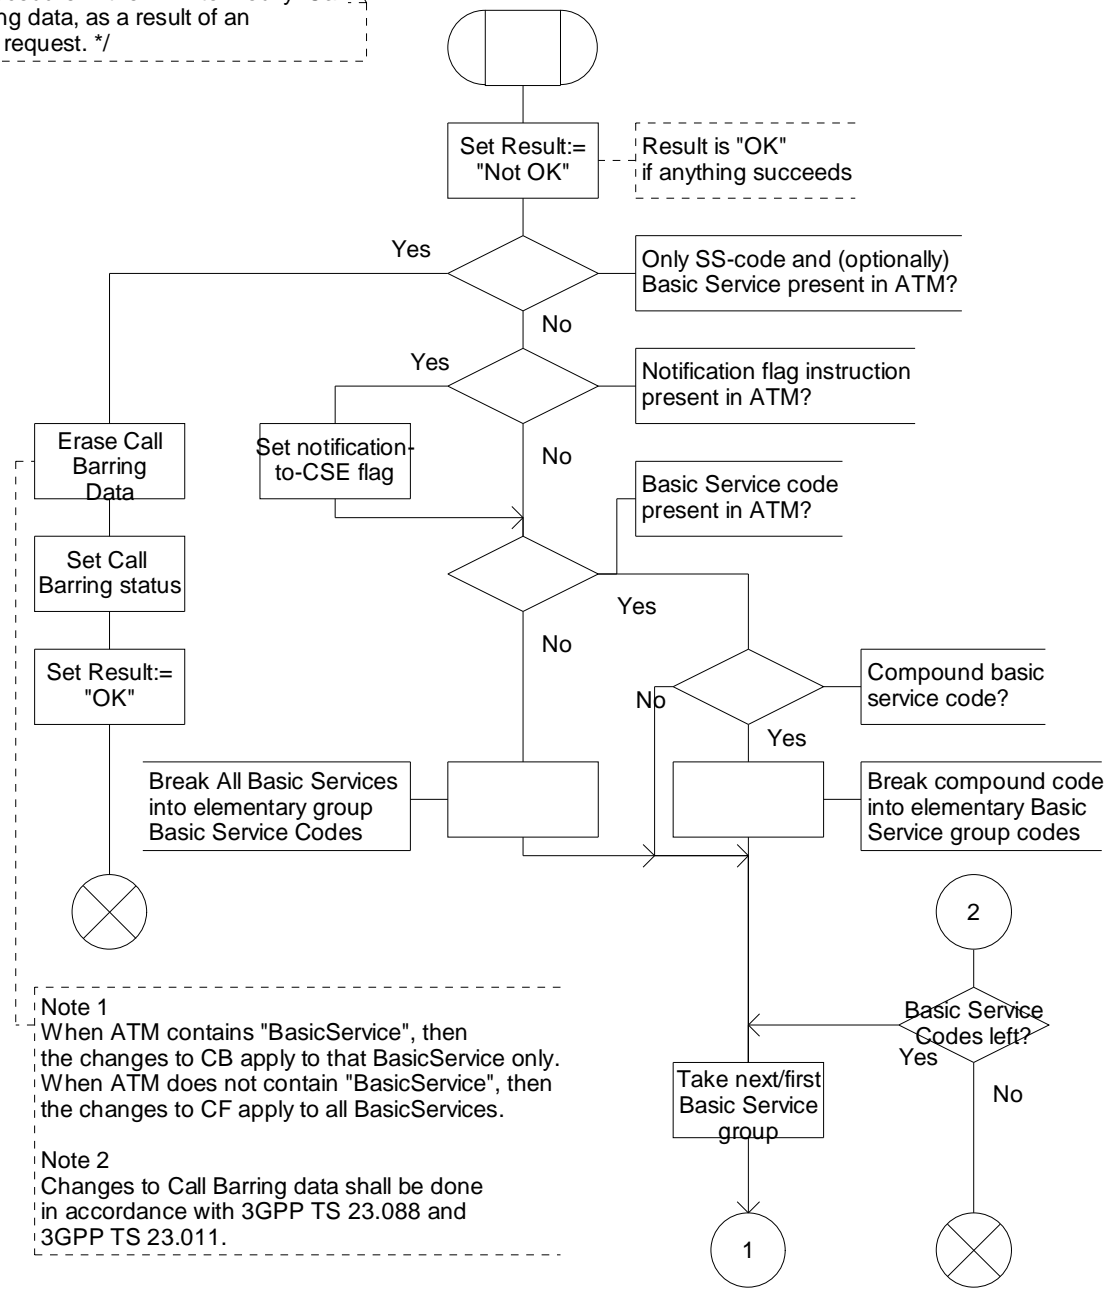 ng data, as a result of an
request. */
Set Result:=
"Not OK"
Result is "OK"
if anything succeeds
Yes
Only SS-code and (optionally)
Basic Service present in ATM?
No
Yes
Notification flag instruction
present in ATM?
Erase Call
Barring
Data
Set notification-
to-CSE flag
No
Basic Service code
present in ATM?
Set Call
Barring status
Yes
No
Set Result:=
"OK"
No
Compound basic
service code?
Yes
Break All Basic Services
into elementary group
Basic Service Codes
Break compound code
into elementary Basic
Service group codes
2
Note 1
When ATM contains "BasicService", then
the changes to CB apply to that BasicService only.
When ATM does not contain "BasicService", then
the changes to CF apply to all BasicServices.
Note 2
Changes to Call Barring data shall be done
in accordance with 3GPP TS 23.088 and
3GPP TS 23.011.
Basic Service
Codes left?
Yes
No
Take next/first
Basic Service
group
1